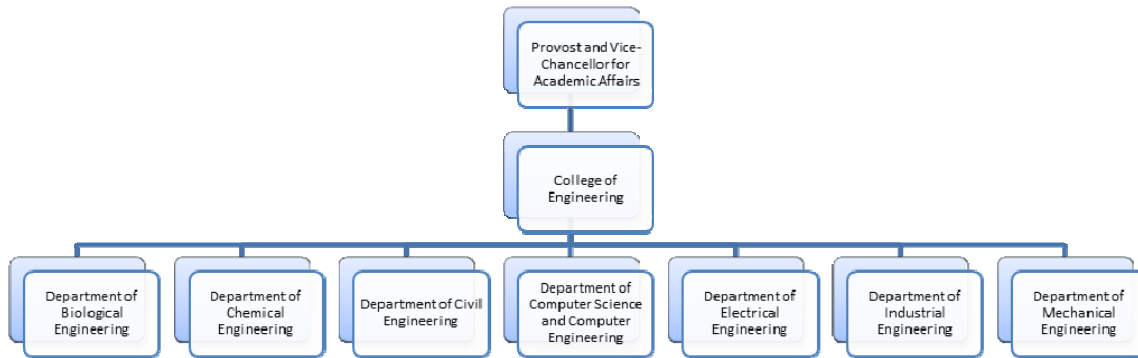 Provost and Vice-
Chancellor for
Academic Affairs
College of
Engineering
Department of
Biological
Engineering
Department of
Chemical
Engineering
Department of Civill
Engineering
Department of
Computer Science
and Computer
Engineering
Department of
Electrical
Engineering
Department of
Industrial
Engineering
Department of
Mechanical
Engineering